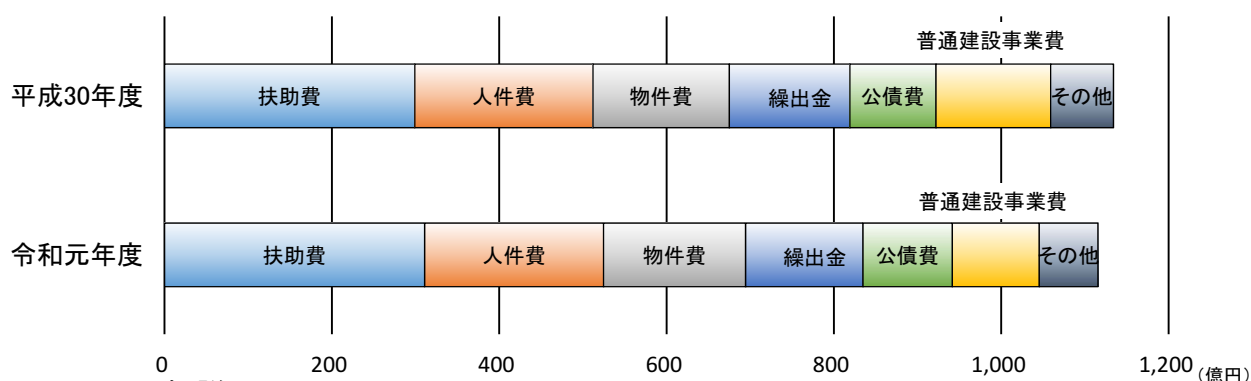 普通建設事業費
平成30年度
扶助費 人件費 物件費 繰出金 公債費 その他
普通建設事業費
令和元年度
扶助費 人件費 物件費 繰出金 公債費 その他
0 200 400 600 800 1,000 1,200 (億円)